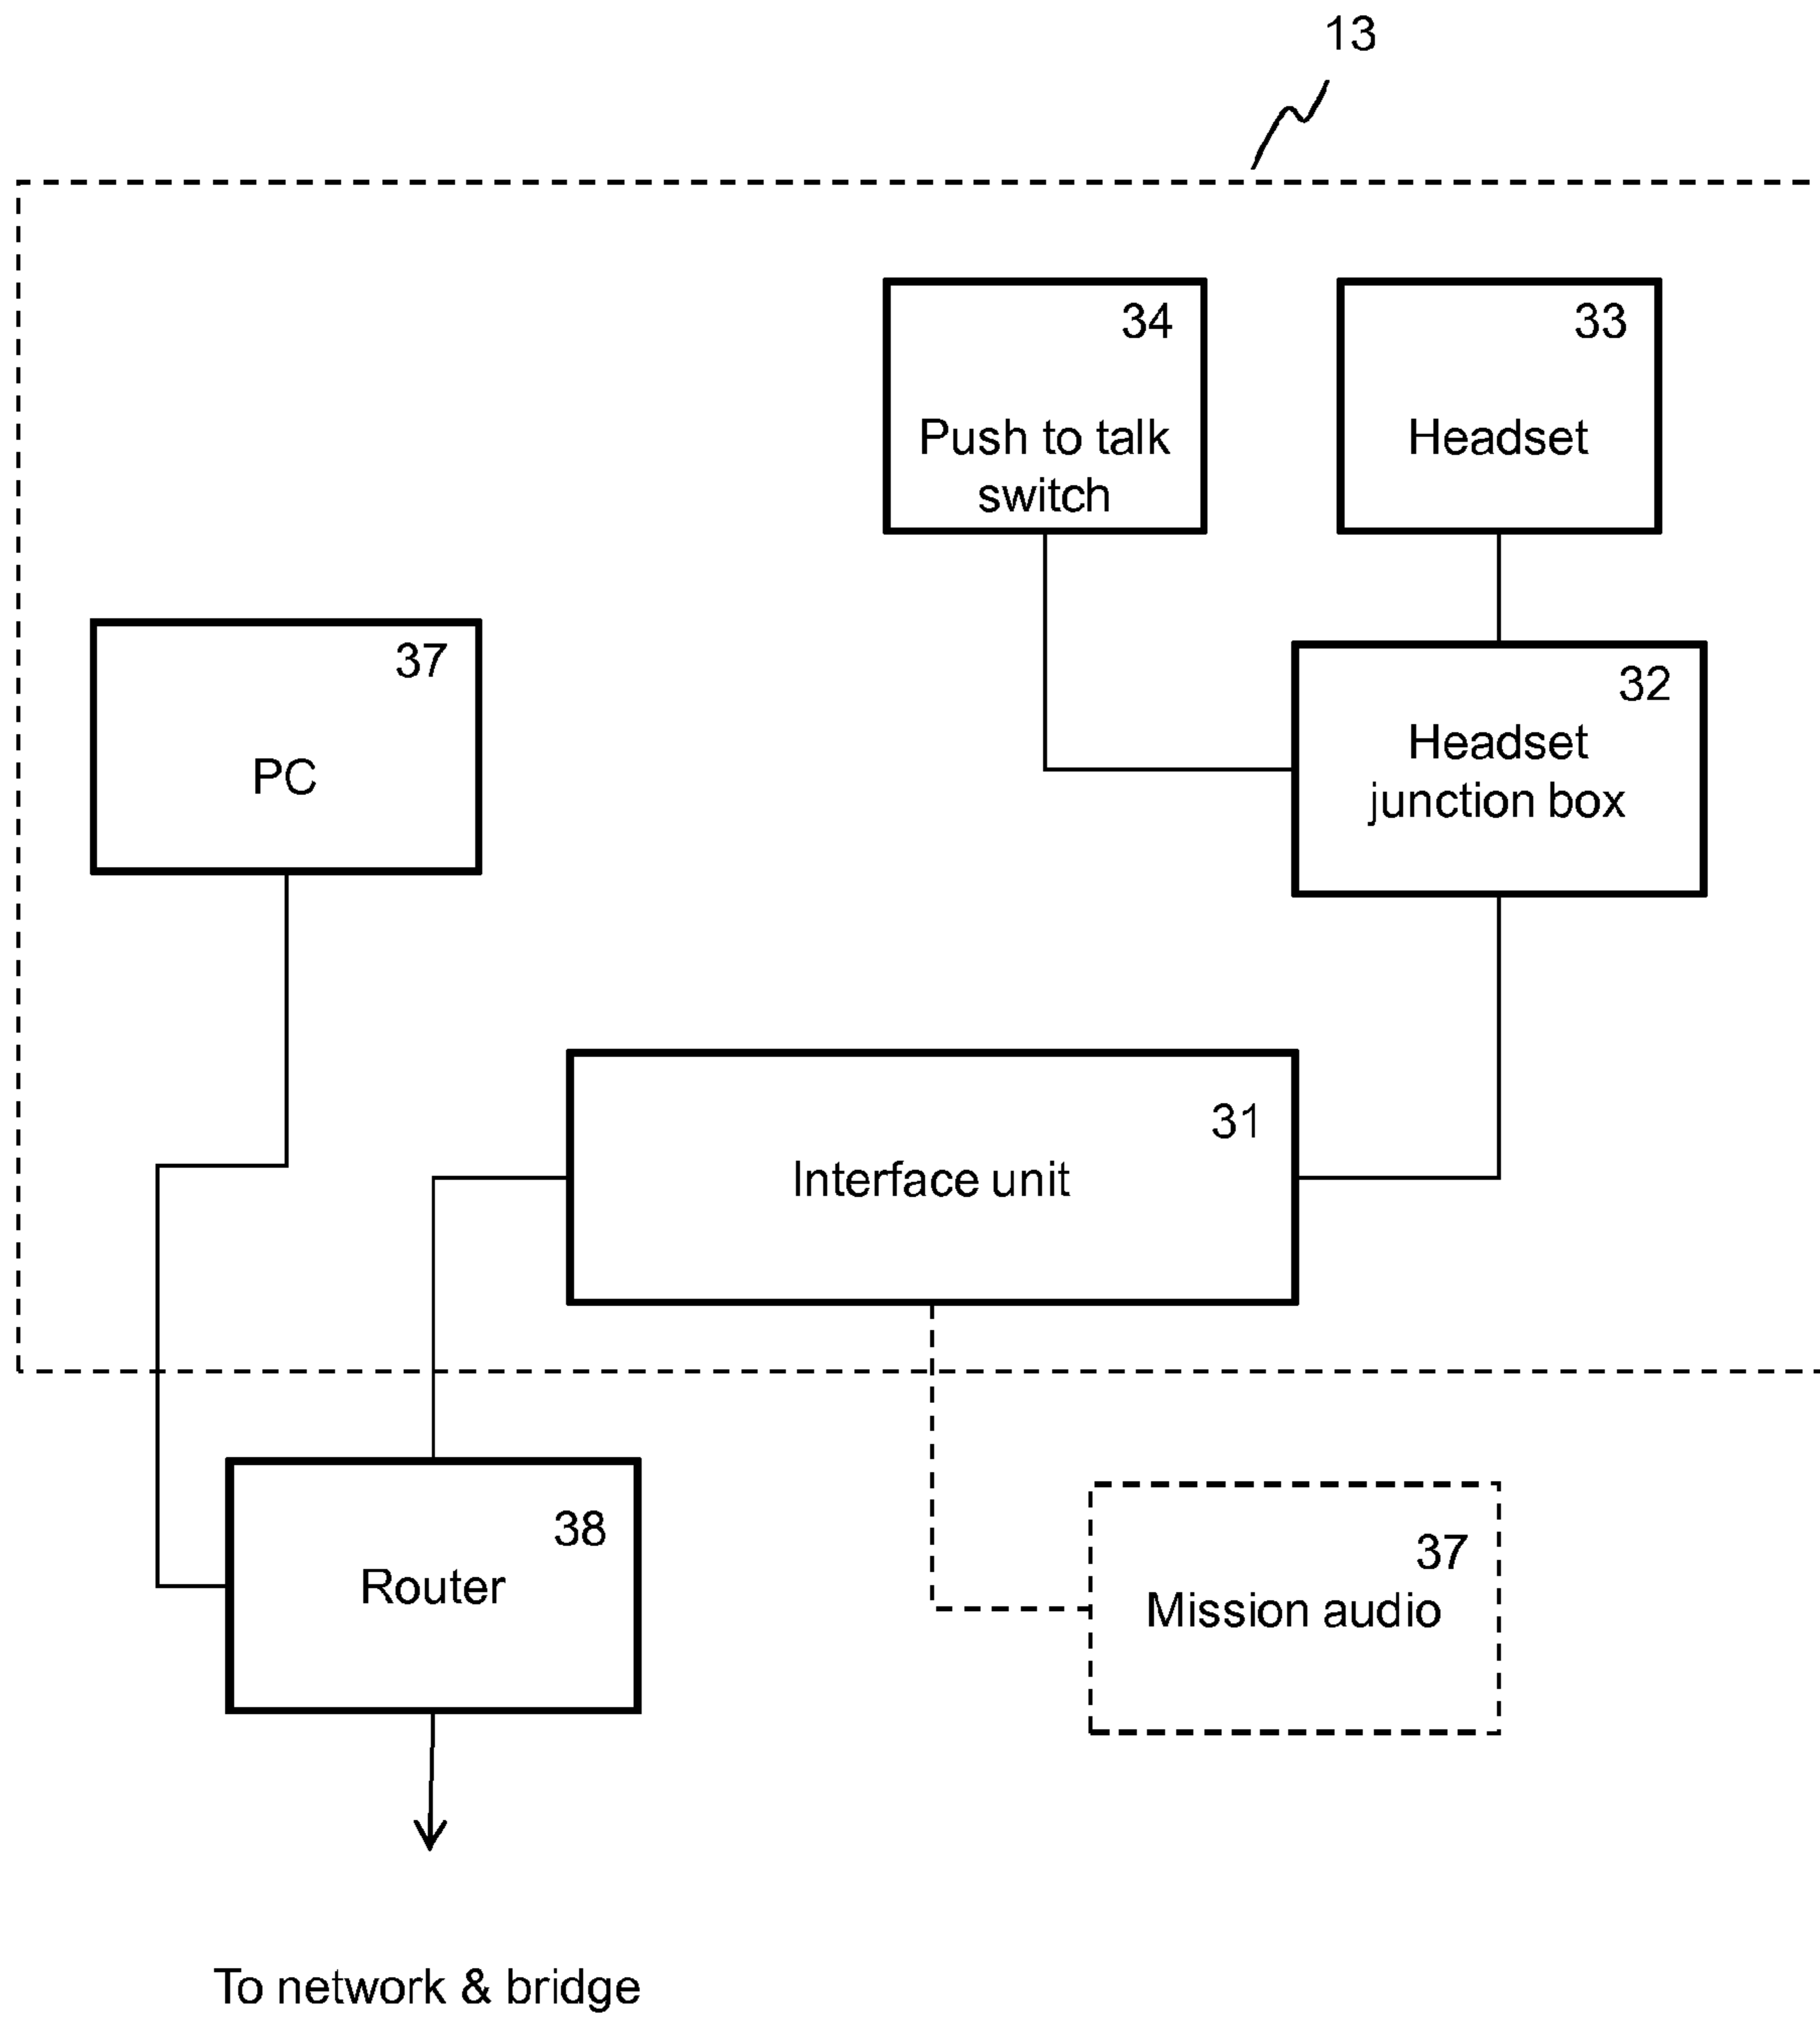 13
34
Push to talk
switch
33
Headset
37
PC
32
Headset
junction box
31
Interface unit
38
Router
37
Mission audio
To network & bridge